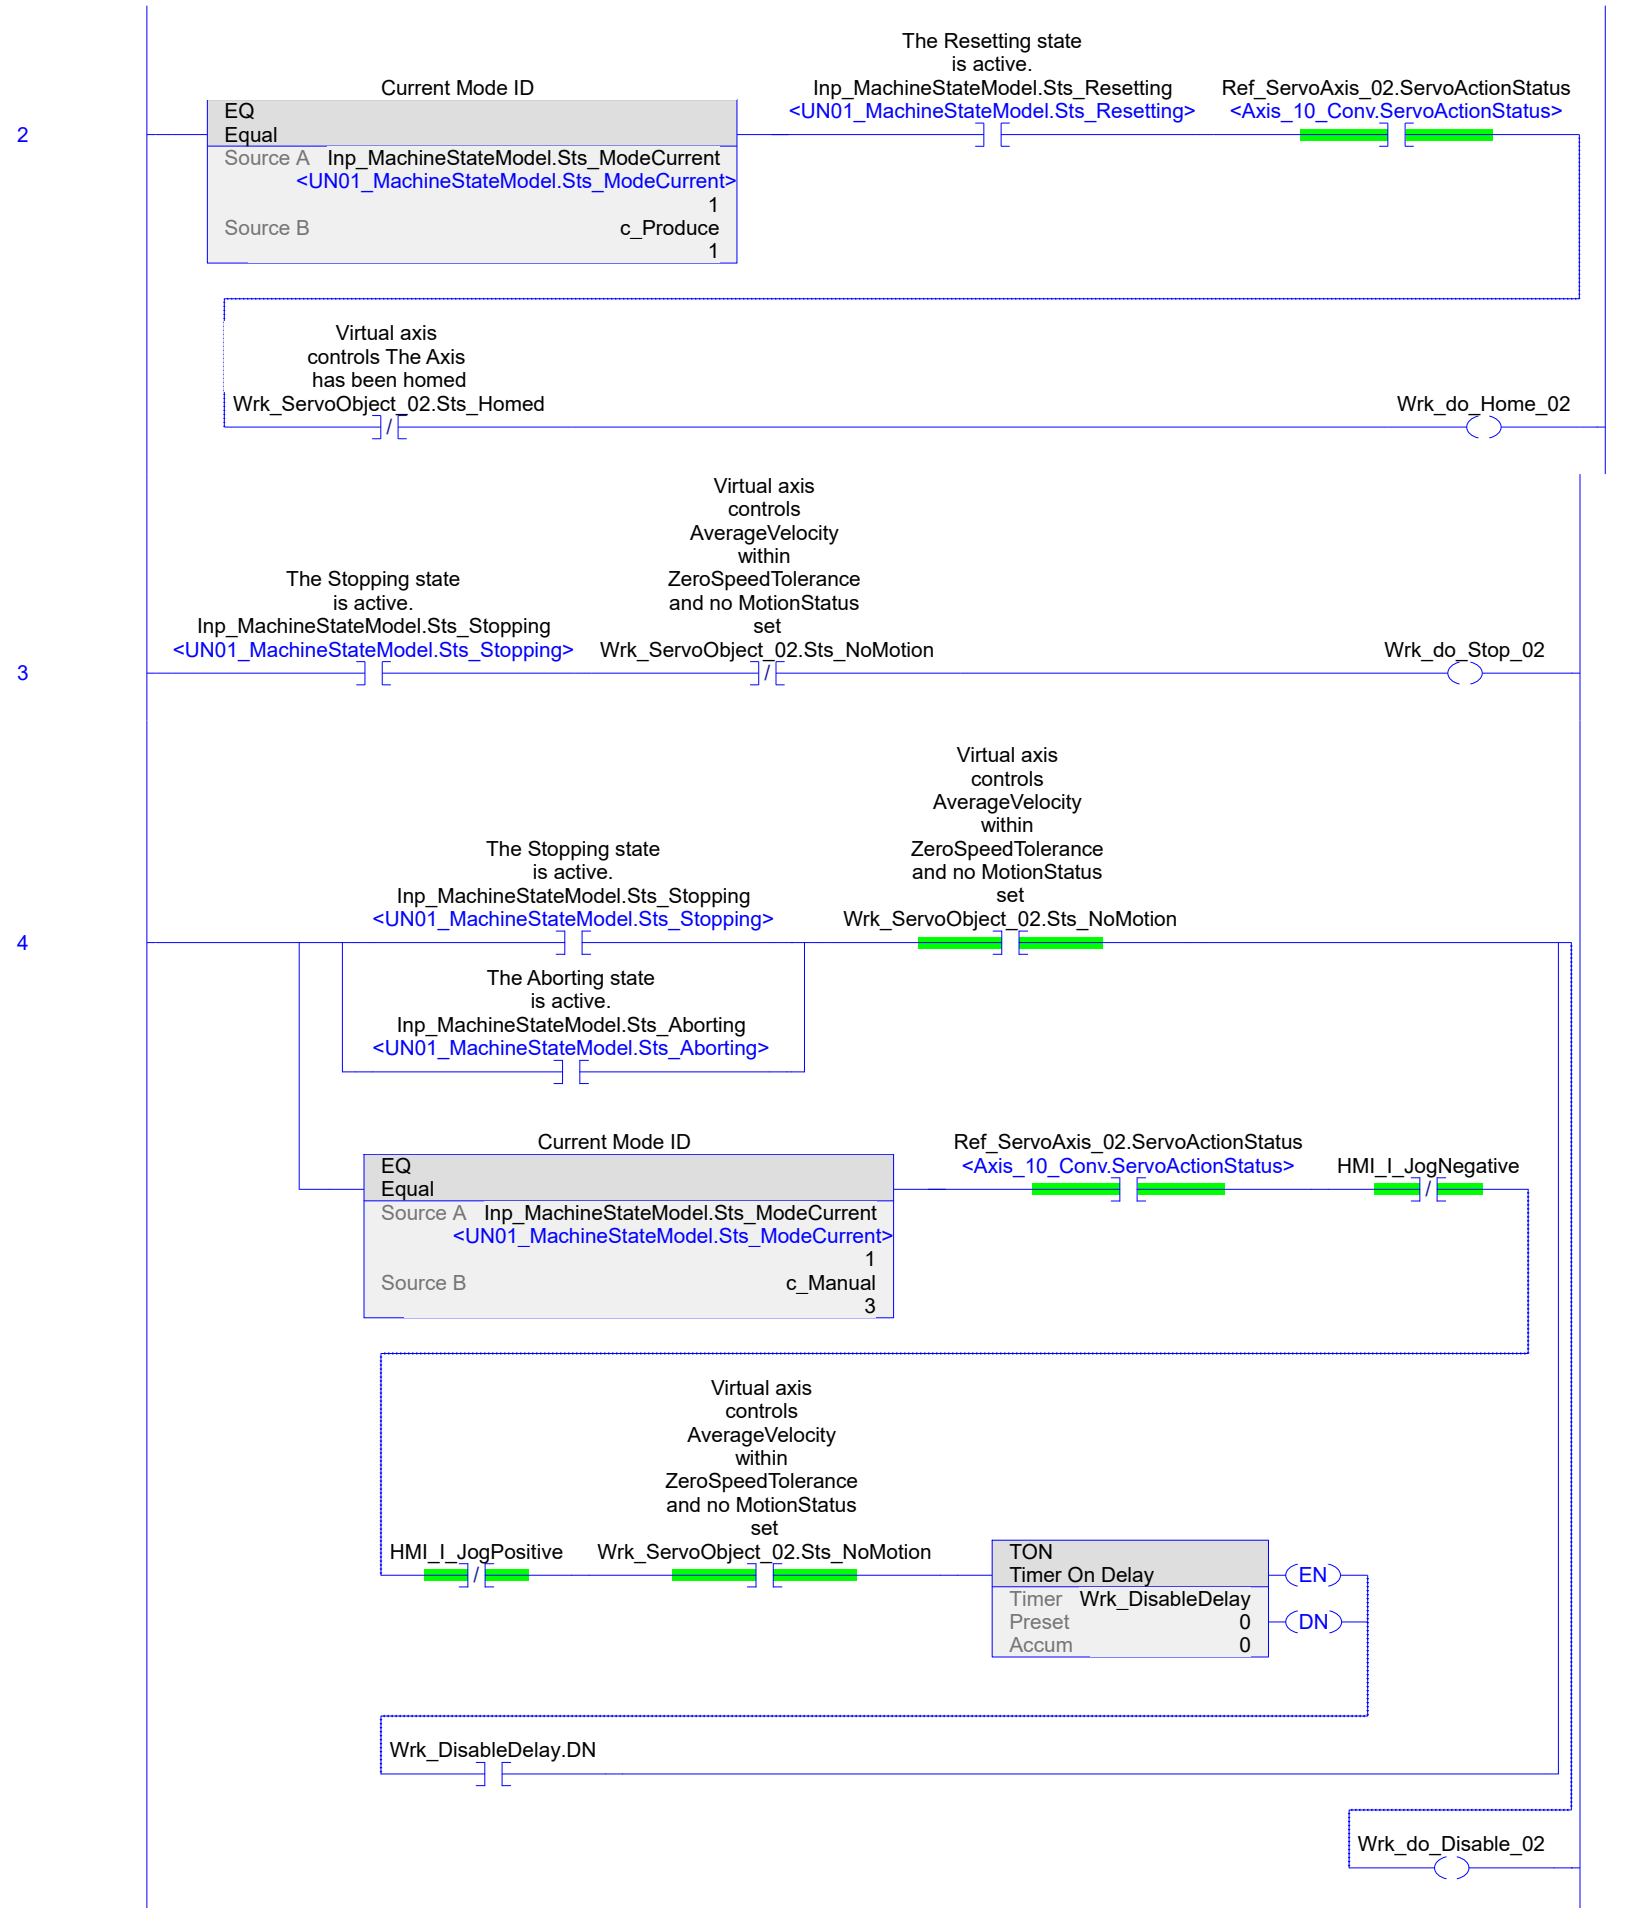 The Resetting state
is active.
Current Mode ID
Inp_MachineStateModel.Sts_Resetting
Ref_ServoAxis_02.ServoActionStatus
EQ
<UN01_MachineStateModel.Sts_Resetting>
<Axis_10_Conv.ServoActionStatus>
2
Equal
Source A Inp_MachineStateModel.Sts_ModeCurrent
<UN01_MachineStateModel.Sts_ModeCurrent>
1
Source B c_Produce
1
Virtual axis
controls The Axis
has been homed
Wrk_ServoObject_02.Sts_Homed
/
Wrk_do_Home_02
Virtual axis
controls
AverageVelocity
within
ZeroSpeedTolerance
and no MotionStatus
set
The Stopping state
is active.
Inp_MachineStateModel.Sts_Stopping
<UN01_MachineStateModel.Sts_Stopping>
Wrk_ServoObject_02.Sts_NoMotion
Wrk_do_Stop_02
3
/
Virtual axis
controls
AverageVelocity
within
ZeroSpeedTolerance
and no MotionStatus
set
The Stopping state
is active.
Inp_MachineStateModel.Sts_Stopping
<UN01_MachineStateModel.Sts_Stopping>
Wrk_ServoObject_02.Sts_NoMotion
4
The Aborting state
is active.
Inp_MachineStateModel.Sts_Aborting
<UN01_MachineStateModel.Sts_Aborting>
Current Mode ID
Ref_ServoAxis_02.ServoActionStatus
EQ
<Axis_10_Conv.ServoActionStatus>
HMI_I_JogNegative
Equal
/
Source A Inp_MachineStateModel.Sts_ModeCurrent
<UN01_MachineStateModel.Sts_ModeCurrent>
1
Source B c_Manual
3
Virtual axis
controls
AverageVelocity
within
ZeroSpeedTolerance
and no MotionStatus
set
HMI_I_JogPositive
/
Wrk_ServoObject_02.Sts_NoMotion
TON
Timer On Delay
EN
Timer Wrk_DisableDelay
Preset 0
DN
Accum 0
Wrk_DisableDelay.DN
Wrk_do_Disable_02